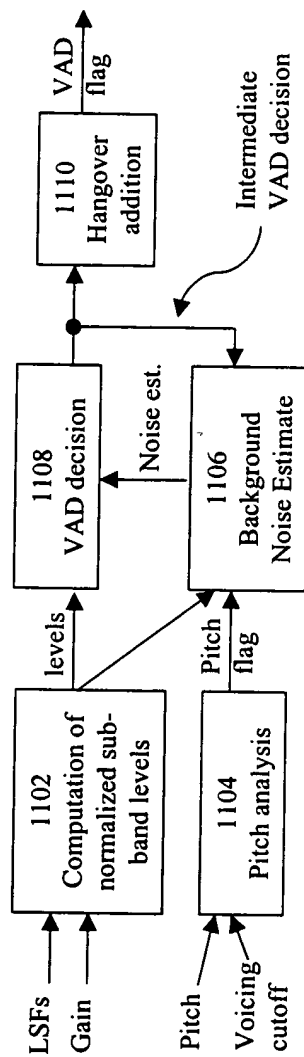 LSFs
Gain
1102
Computation of
normalized sub-
band levels
levels
1108
VAD decision
1110
Hangover
addition
VAD
flag
Pitch
Voicing
cutoff
1104
Pitch analysis
Pitch
flag
1106
Background
Noise Estimate
Noise est.
Intermediate
VAD decision